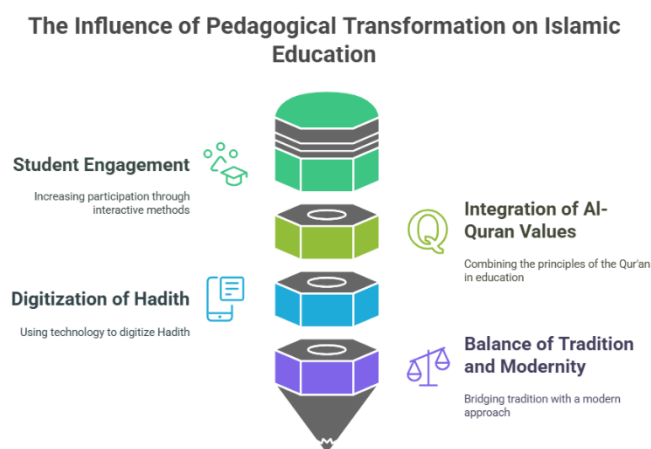 The Influence of Pedagogical Transformation on Islamic
Education
Student Engagement
Increasing participation through
interactive methods
Integration of Al-
Quran Values
Combining the principles of the Qur'an
in education
Digitization of Hadith
Using technology to digitize Hadith
Balance of Tradition
and Modernity
Bridging tradition with a modern
approach